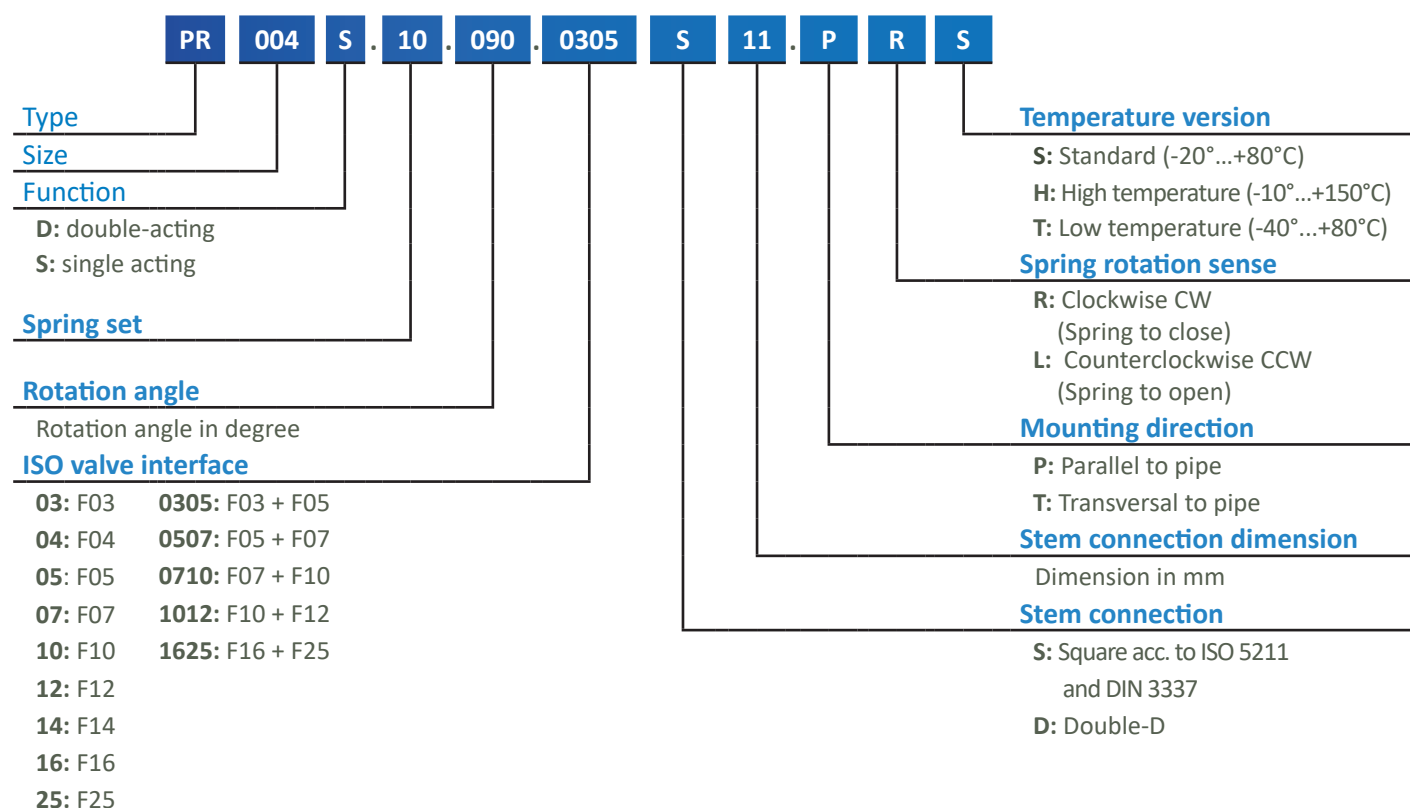 PR 004 S . 10 . 090 . 0305 S 11 . P R S
Type
Size
Function
D: double-acting
S: single acting
Spring set
Rotation angle
Rotation angle in degree
ISO valve interface
03: F03 0305: F03 + F05
04: F04 0507: F05 + F07
05: F05 0710: F07 + F10
07: F07 1012: F10 + F12
10: F10 1625: F16 + F25
12: F12
14: F14
16: F16
25: F25
Temperature version
S: Standard (-20°...+80°C)
H: High temperature (-10°...+150°C)
T: Low temperature (-40°...+80°C)
Spring rotation sense
R: Clockwise CW
(Spring to close)
L: Counterclockwise CCW
(Spring to open)
Mounting direction
P: Parallel to pipe
T: Transversal to pipe
Stem connection dimension
Dimension in mm
Stem connection
S: Square acc. to ISO 5211
and DIN 3337
D: Double-D